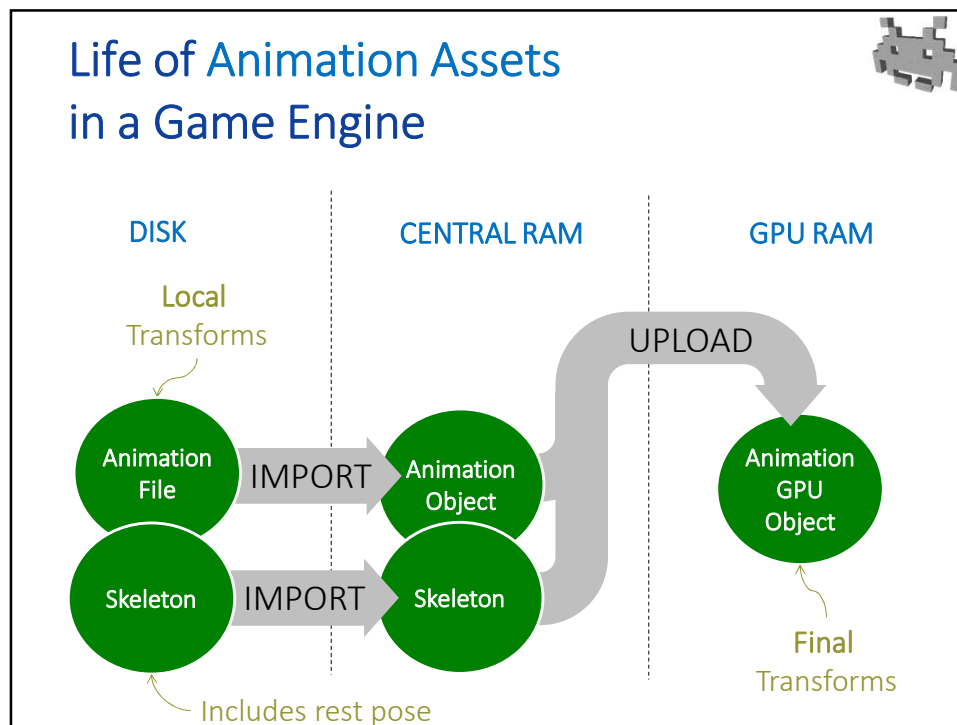 Life of Animation Assets
in a Game Engine
DISK
CENTRAL RAM
GPU RAM
Local
Transforms
UPLOAD
Animation
File
IMPORT
Animation
Object
Animation
GPU
Object
Skeleton
IMPORT
Skeleton
Final
Transforms
Includes rest pose